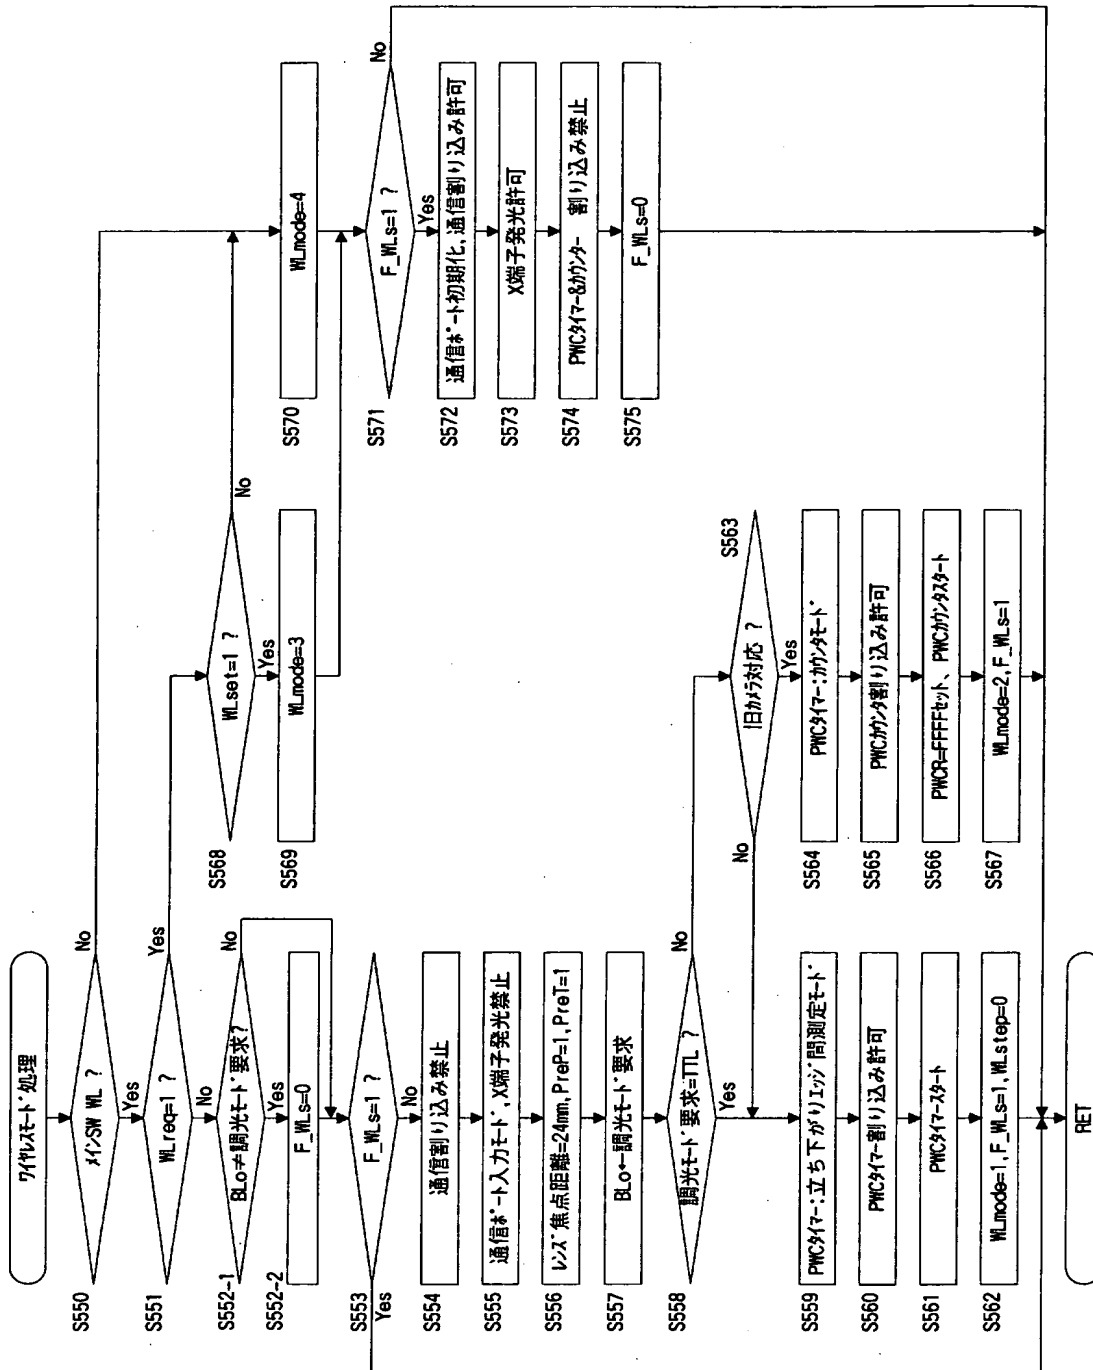 ワイヤレスモード処理
S550
メインSW WL ?
No
Yes
S551
WLreq=1 ?
Yes
No
S552-1
BLo≠調光モード要求?
No
Yes
S552-2
F_WLs=0
S553
F_WLs=1 ?
Yes
No
S554
通信割り込み禁止
S555
通信ポート入力モード,X端子発光禁止
S556
レンズ焦点距離=24mm,PreP=1,PreT=1
S557
BLo←調光モード要求
S558
調光モード要求=TTL ?
No
Yes
S559
PWCタイマー:立ち下がりエッジ間測定モード
S560
PWCタイマー割り込み許可
S561
PWCタイマースタート
S562
WLmode=1,F_WLs=1,WLstep=0
RET
S563
旧カメラ対応 ?
No
Yes
S564
PWCタイマー:カウンタモード
S565
PWCカウンタ割り込み許可
S566
PWCR=FFFFセット、PWCカウンタスタート
S567
WLmode=2,F_WLs=1
S568
WLset=1 ?
No
Yes
S569
WLmode=3
S570
WLmode=4
S571
F_WLs=1 ?
No
Yes
S572
通信ポート初期化,通信割り込み許可
S573
X端子発光許可
S574
PWCタイマー&カウンター 割り込み禁止
S575
F_WLs=0